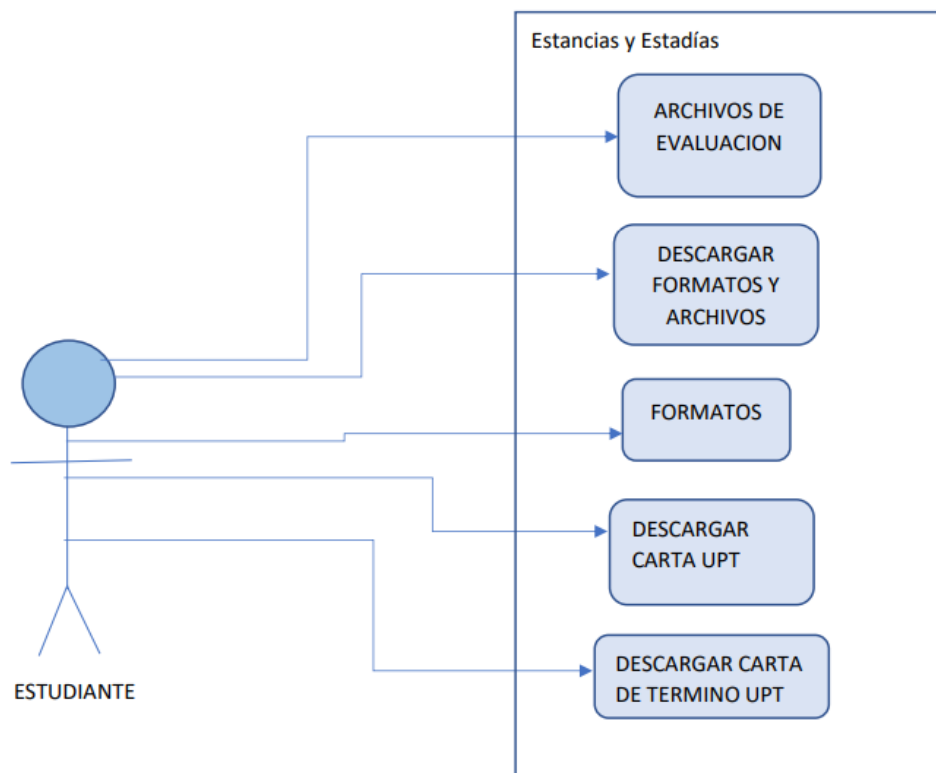 Estancias y Estadías
ARCHIVOS DE
EVALUACION
DESCARGAR
FORMATOS Y
ARCHIVOS
FORMATOS
DESCARGAR
CARTA UPT
DESCARGAR CARTA
DE TERMINO UPT
ESTUDIANTE